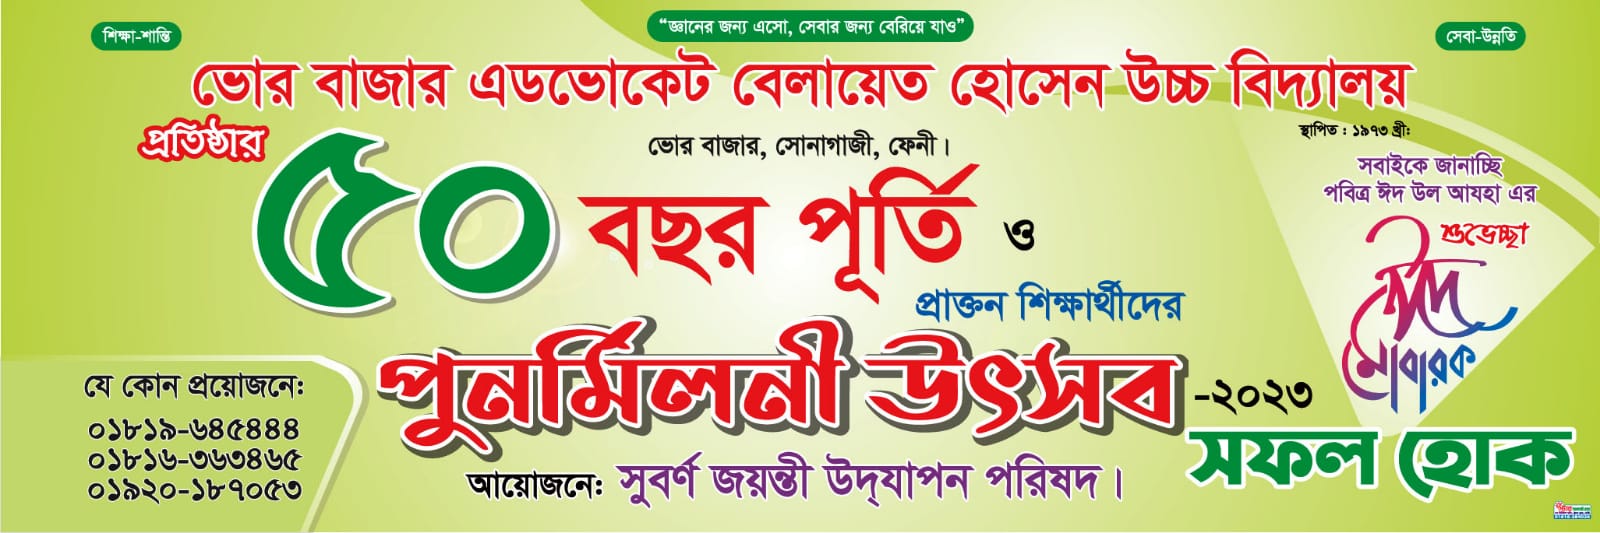 শিক্ষা-শান্তি
“জ্ঞানের জন্য এসো, সেবার জন্য বেরিয়ে যাও”
সেবা-উন্নতি
ভোর বাজার এডভোকেট বেলায়েত হোসেন উচ্চ বিদ্যালয়
স্থাপিত : ১৯৭৩ খ্রী:
প্রতিষ্ঠার
ভোর বাজার, সোনাগাজী, ফেনী।
৫০ বছর পূর্তি ও
সবাইকে জানাচ্ছি
পবিত্র ঈদ উল আযহা এর
শুভেচ্ছা
ঈদ
মোবারক
প্রাক্তন শিক্ষার্থীদের
পুনর্মিলনী উৎসব -২০২৩
সফল হোক
আয়োজনে: সুবর্ণ জয়ন্তী উদ্‌যাপন পরিষদ।
যে কোন প্রয়োজনে:
০১৮১৯-৬৪৫৪৪৪
০১৮১৬-৩৬৩৪৬৫
০১৯২০-১৮৭০৫৩